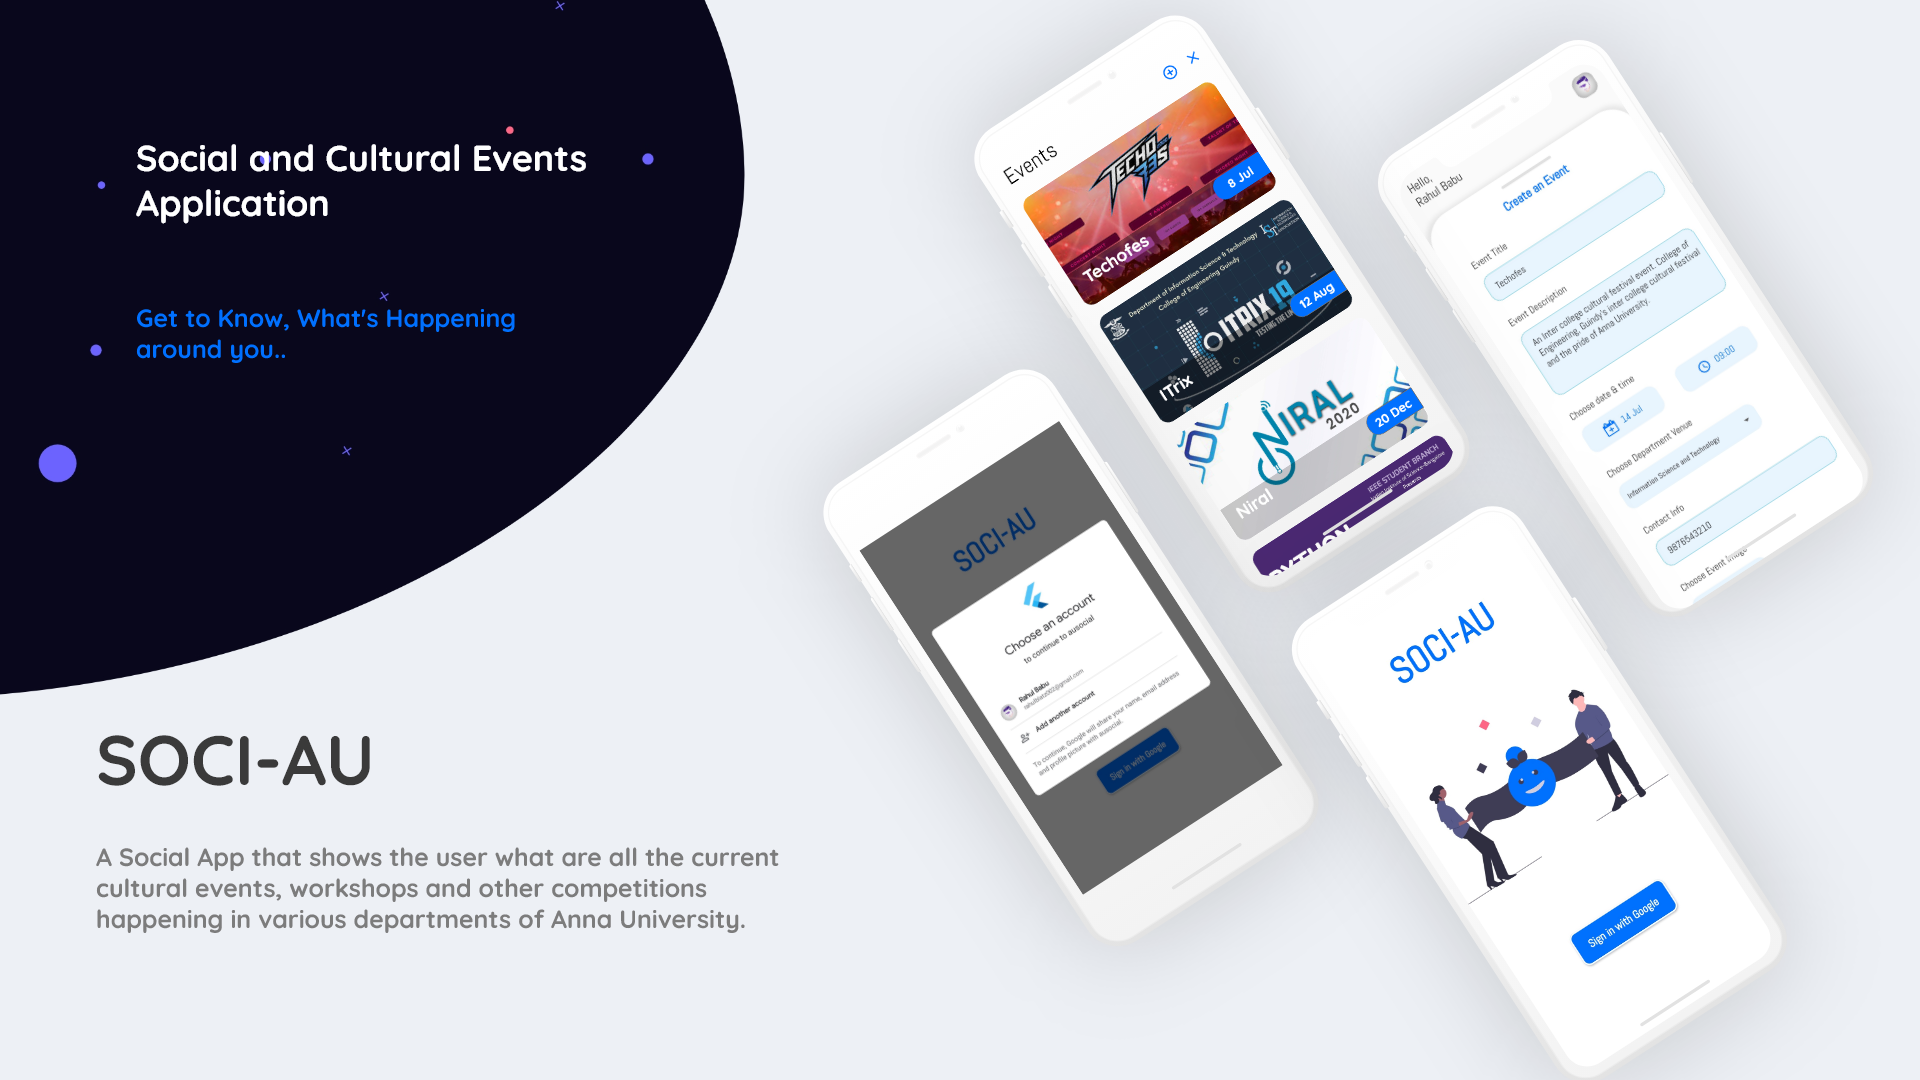 Social and Cultural Events
Application
Get to Know, What's Happening
around you..
SOCI-AU
A Social App that shows the user what are all the current
cultural events, workshops and other competitions
happening in various departments of Anna University.
Events
TECHO
Techofes
8 Jul
Department of Information Science & Technology
College of Engineering Guindy
IST
ITRIX 19
TESTING THE
ITrix
12 Aug
NIRAL
2020
Niral
20 Dec
IEEE STUDENT BRANCH
Presents
PYTHON
Hello,
Rahul Babu
Create an Event
Event Title
Techofes
Event Description
An Inter college cultural festival event. College of
Engineering, Guindy's inter college cultural festival
and the pride of Anna University.
Choose date & time
14 Jul
09:00
Choose Department Venue
Information Science and Technology
Contact Info
9876543210
Choose Event Image
SOCI-AU
Choose an account
to continue to ausocial
Rahul Babu
Add another account
To continue, Google will share your name, email address
and profile picture with ausocial.
Sign in with Google
SOCI-AU
Sign in with Google